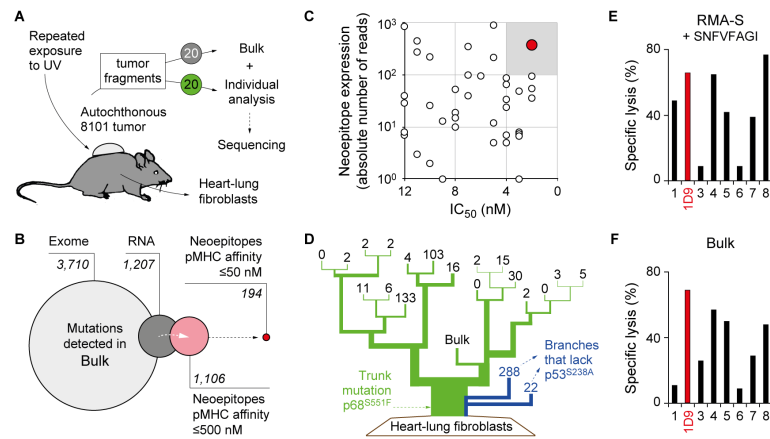 A
Repeated
exposure
to UV
tumor
fragments
20
20
Bulk
+
Individual
analysis
Sequencing
Autochthonous
8101 tumor
Heart-lung
fibroblasts
B
Exome
3,710
RNA
1,207
Neoepitopes
pMHC affinity
≤50 nM
194
Mutations
detected in
Bulk
1,106
Neoepitopes
pMHC affinity
≤500 nM
C
Neoepitope expression
(absolute number of reads)
10³
10²
10¹
10⁰
12 10 8 6 4 2 0
IC₅₀ (nM)
D
0 2 2 2
4 103 16
11 6 133
2 15
0 30
3 5
2 0
Bulk
288
22
Branches
that lack
p53ˢ²³⁸ᴬ
Trunk
mutation
p68ˢ⁵⁵¹ᶠ
Heart-lung fibroblasts
E
RMA-S
+ SNFVFAGI
Specific lysis (%)
80
40
0
1 1D9 3 4 5 6 7 8
F
Bulk
Specific lysis (%)
80
40
0
1 1D9 3 4 5 6 7 8